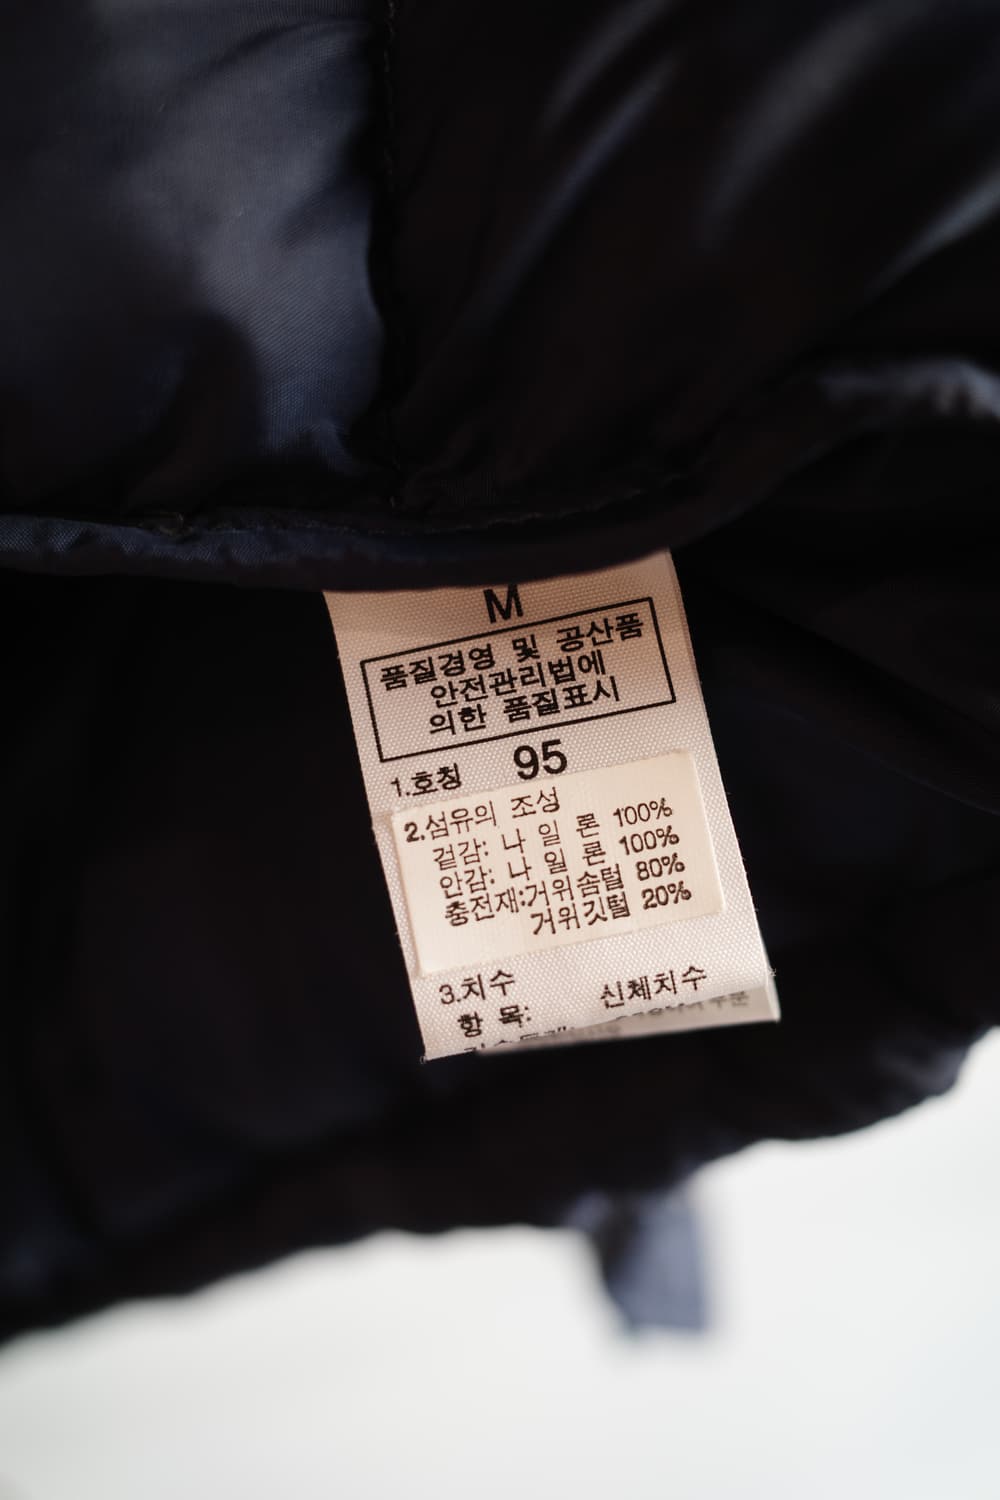 M
품질경영 및 공산품
안전관리법에
의한 품질표시
1.호칭 95
2.섬유의 조성
겉감: 나 일 론 100%
안감: 나 일 론 100%
충전재:거위솜털 80%
거위깃털 20%
3.치수
신체치수
항 목: